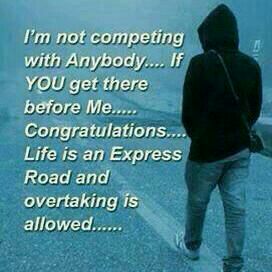 I'm not competing
with Anybody.... If
YOU get there
before Me.....
Congratulations....
Life is an Express
Road and
overtaking is
allowed......